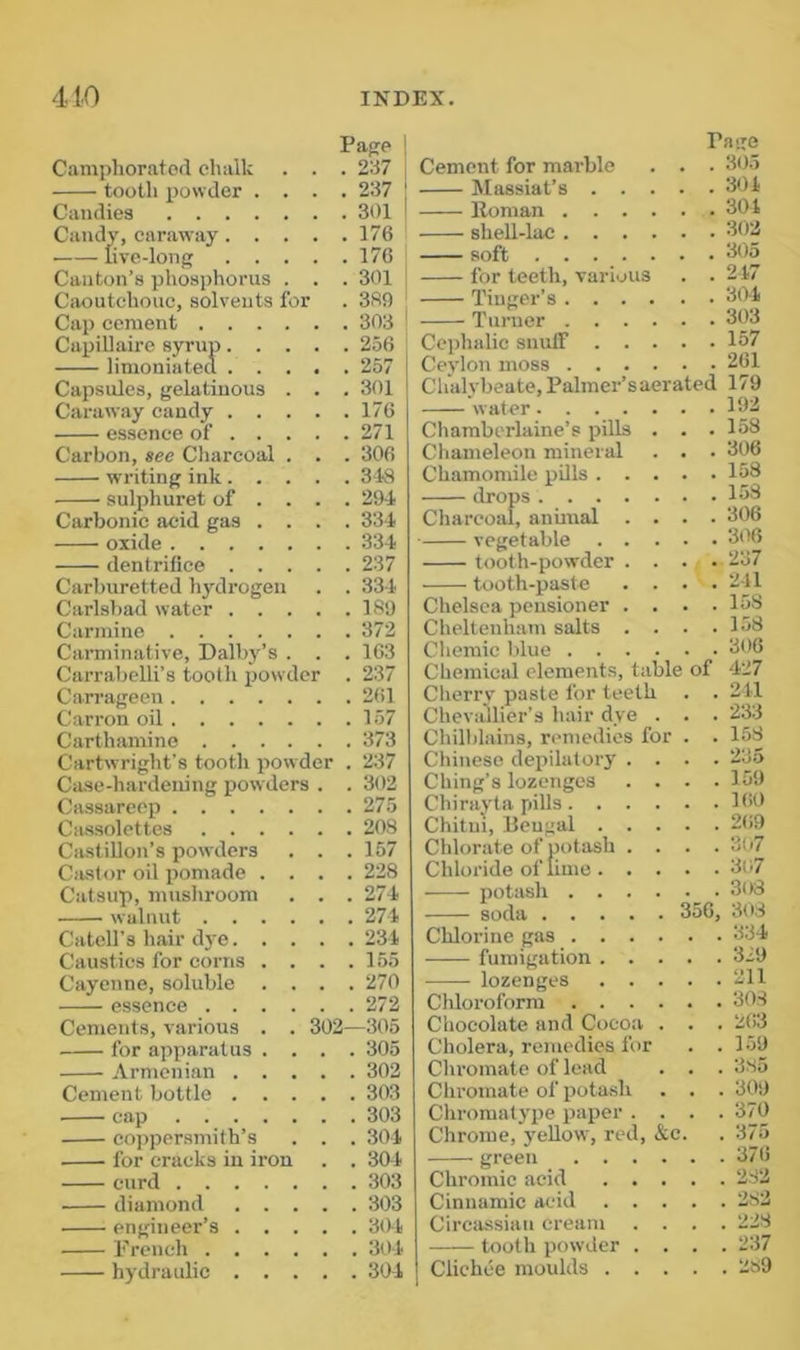 440 INDEX.
Page
Camphorated chalk . . . 237
—— tooth powder . . . . 237
Candies . . . . . . . 301
Candy, caraway . . . . . 176
—— live-long . . . . . 176
Canton's phosphorus . . . 301
Caoutchouc, solvents for . 389
Cap cement . . . . . . 303
Capillaire syrup . . . . . 256
—— limoniated . . . . . 257
Capsules, gelatinous . . . 301
Caraway candy . . . . . 176
—— essence of . . . . . 271
Carbon, see Charcoal . . . 306
—— writing ink . . . . . 348
—— sulphuret of . . . . 294
Carbonic acid gas . . . . 334
—— oxide . . . . . . . 334
—— dentrifice . . . . . 237
Carburetted hydrogen . . 334
Carlsbad water . . . . . 189
Carmine . . . . . . . 372
Carminative, Dalby's . . . 163
Carrabelli's tooth powder . 237
Carrageen . . . . . . . 261
Carron oil . . . . . . . 157
Carthamine . . . . . . 373
Cartwright's tooth powder . 237
Case-hardening powders . . 302
Cassareep . . . . . . . 275
Cassolettes . . . . . . 208
Castillon's powders . . . 157
Castor oil pomade . . . . 228
Catsup, mushroom . . . 274
—— walnut . . . . . . 274
Catell's hair dye . . . . . 234
Caustics for corns . . . . 155
Cayenne, soluble . . . . 270
—— essence . . . . . . 272
Cements, various . . 302—305
—— for apparatus . . . . 305
—— Armenian . . . . . 302
Cement bottle . . . . . 303
—— cap . . . . . . . 303
—— coppersmith's . . . 304
—— for cracks in iron . . 304
—— curd . . . . . . . 303
—— diamond . . . . . 303
—— engineer's . . . . . 304
—— French . . . . . . 304
—— hydraulic . . . . . 304
Page
Cement for marble . . . 305
—— Massiat's . . . . . 304
—— Roman . . . . . . 304
—— shell-lac . . . . . . 302
—— soft . . . . . . . 305
—— for teeth, various . . 247
—— Tinger's . . . . . . 304
—— Turner . . . . . . 303
Cephalic snuff . . . . . 157
Ceylon moss . . . . . . 261
Chalybeate, Palmer's aerated 179
—— water . . . . . . . 192
Chamberlaine's pills . . . 158
Chameleon mineral . . . 306
Chamomile pills . . . . . 158
—— drops . . . . . . . 158
Charcoal, animal . . . . 306
—— vegetable . . . . . 306
—— tooth-powder . . . . 237
—— tooth-paste . . . . 241
Chelsea pensioner . . . . 158
Cheltenham salts . . . . 158
Chemic blue . . . . . . 306
Chemical elements, table of 427
Cherry paste for teeth . . 241
Chevallier's hair dye . . . 233
Chilblains, remedies for . . 158
Chinese depilatory . . . . 235
Ching's lozenges . . . . 159
Chirayta pills . . . . . . 160
Chitni, Bengal . . . . . 269
Chlorate of potash . . . . 307
Chloride of lime . . . . . 307
—— potash . . . . . . 308
—— soda . . . . . 356, 308
Chlorine gas . . . . . . 334
—— fumigation . . . . . 329
—— lozenges . . . . . 211
Chloroform . . . . . . 308
Chocolate and Cocoa . . . 263
Cholera, remedies for . . 159
Chromate of lead . . . 385
Chromate of potash . . . 309
Chromatype paper . . . . 370
Chrome, yellow, red, &c. . 375
—— green . . . . . . 376
Chromic acid . . . . . 282
Cinnamic acid . . . . . 282
Circassian cream . . . . 228
—— tooth powder . . . . 237
Clichée moulds . . . . . 289